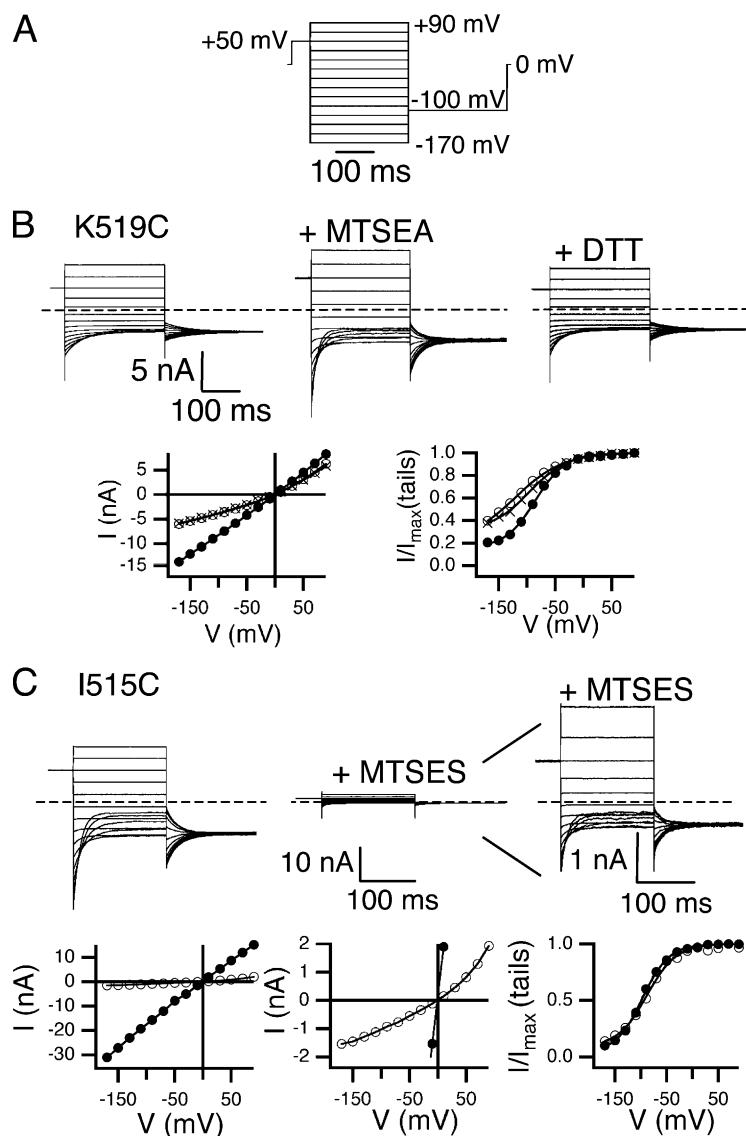 A
+50 mV
+90 mV
0 mV
-100 mV
-170 mV
100 ms
B
K519C
+ MTSEA
+ DTT
5 nA
100 ms
I (nA)
5
0
-5
-10
-15
-150
-50
50
V (mV)
I/Imax(tails)
1.0
0.8
0.6
0.4
0.2
0.0
-150
-50
50
V (mV)
C
I515C
+ MTSES
+ MTSES
10 nA
100 ms
1 nA
100 ms
I (nA)
10
0
-10
-20
-30
-150
-50
50
V (mV)
I (nA)
2
1
0
-1
-2
-150
-50
50
V (mV)
I/Imax (tails)
1.0
0.5
0.0
-150
-50
50
V (mV)